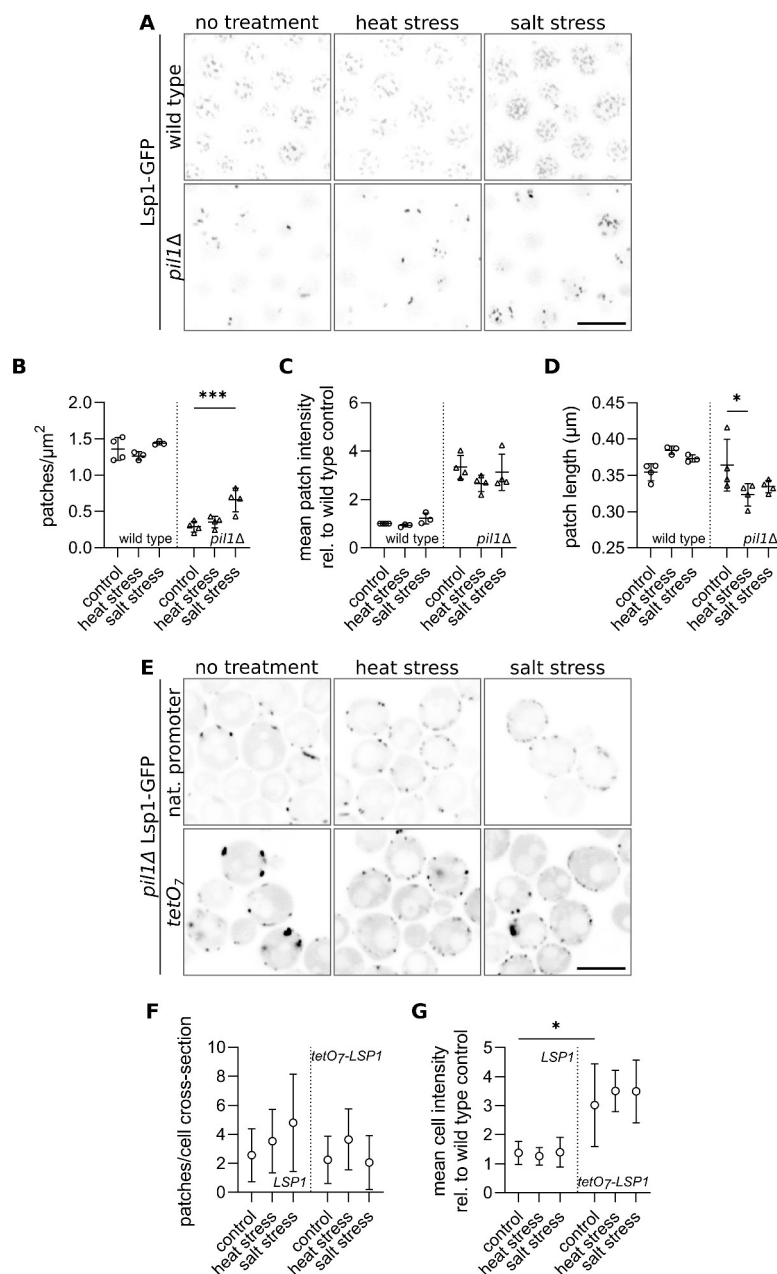 A
no treatment heat stress salt stress
Lsp1-GFP
wild type
pil1Δ
B
patches/μm2
2.0
1.5
1.0
0.5
0
***
wild type pil1Δ
control
heat stress
salt stress
control
heat stress
salt stress
C
mean patch intensity
rel. to wild type control
6
4
2
0
wild type pil1Δ
control
heat stress
salt stress
control
heat stress
salt stress
D
patch length (μm)
0.45
0.40
0.35
0.30
0.25
*
wild type pil1Δ
control
heat stress
salt stress
control
heat stress
salt stress
E
no treatment heat stress salt stress
pil1Δ Lsp1-GFP
nat. promoter
tetO7
F
patches/cell cross-section
10
8
6
4
2
0
tetO7-LSP1
LSP1
control
heat stress
salt stress
control
heat stress
salt stress
G
mean cell intensity
rel. to wild type control
5
4
3
2
1
0
*
LSP1
tetO7-LSP1
control
heat stress
salt stress
control
heat stress
salt stress